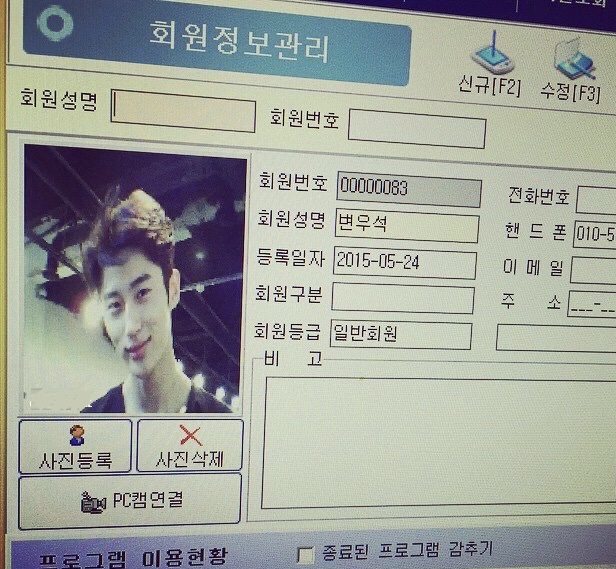 회원정보관리
신규[F2] 수정[F3]
회원성명 회원번호
회원번호 00000083 전화번호
회원성명 변우석 핸 드 폰 010-5
등록일자 2015-05-24 이 메 일
회원구분 주 소 ___-__
회원등급 일반회원
비 고
사진등록 사진삭제
PC캠연결
프로그램 이용현황 종료된 프로그램 감추기